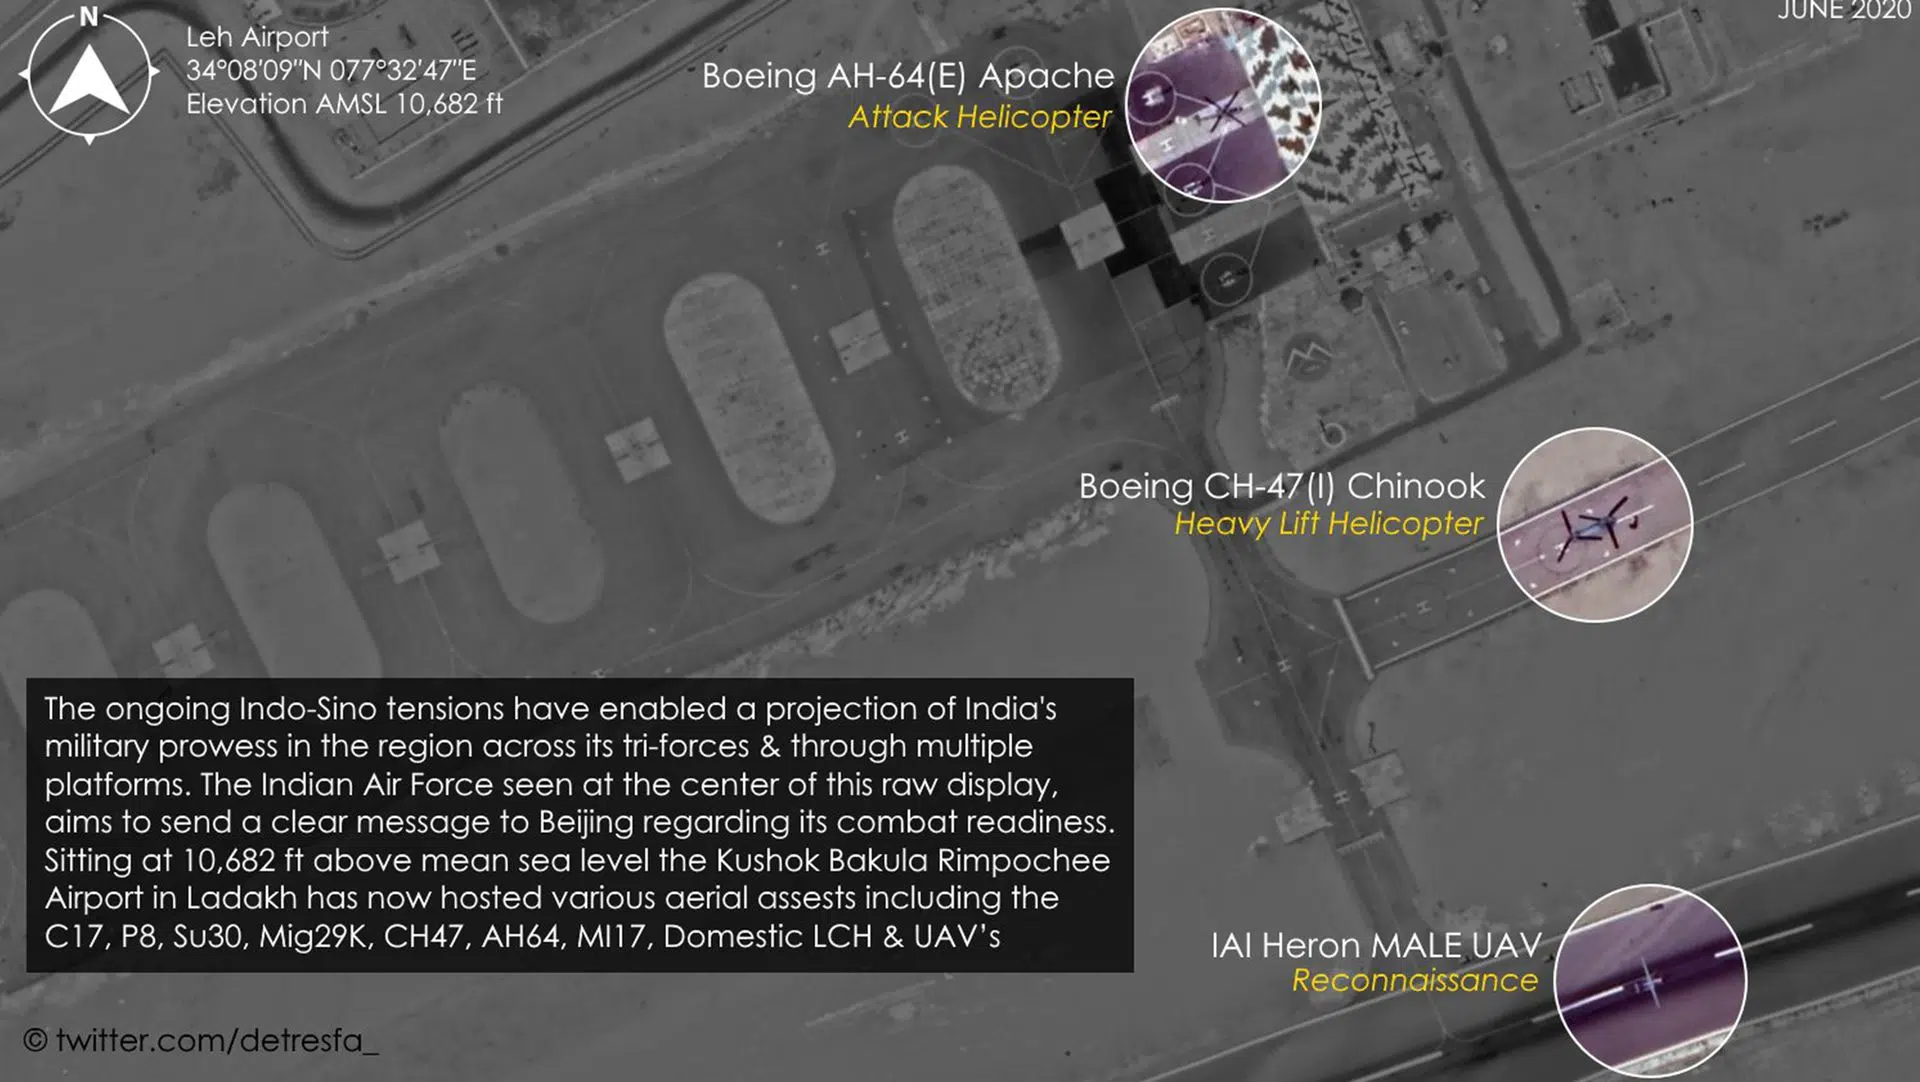 N
Leh Airport
34°08'09"N 077°32'47"E
Elevation AMSL 10,682 ft
JUNE 2020
Boeing AH-64(E) Apache
Attack Helicopter
Boeing CH-47(I) Chinook
Heavy Lift Helicopter
The ongoing Indo-Sino tensions have enabled a projection of India's
military prowess in the region across its tri-forces & through multiple
platforms. The Indian Air Force seen at the center of this raw display,
aims to send a clear message to Beijing regarding its combat readiness.
Sitting at 10,682 ft above mean sea level the Kushok Bakula Rimpochee
Airport in Ladakh has now hosted various aerial assests including the
C17, P8, Su30, Mig29K, CH47, AH64, MI17, Domestic LCH & UAV’s
IAI Heron MALE UAV
Reconnaissance
© twitter.com/detresfa_